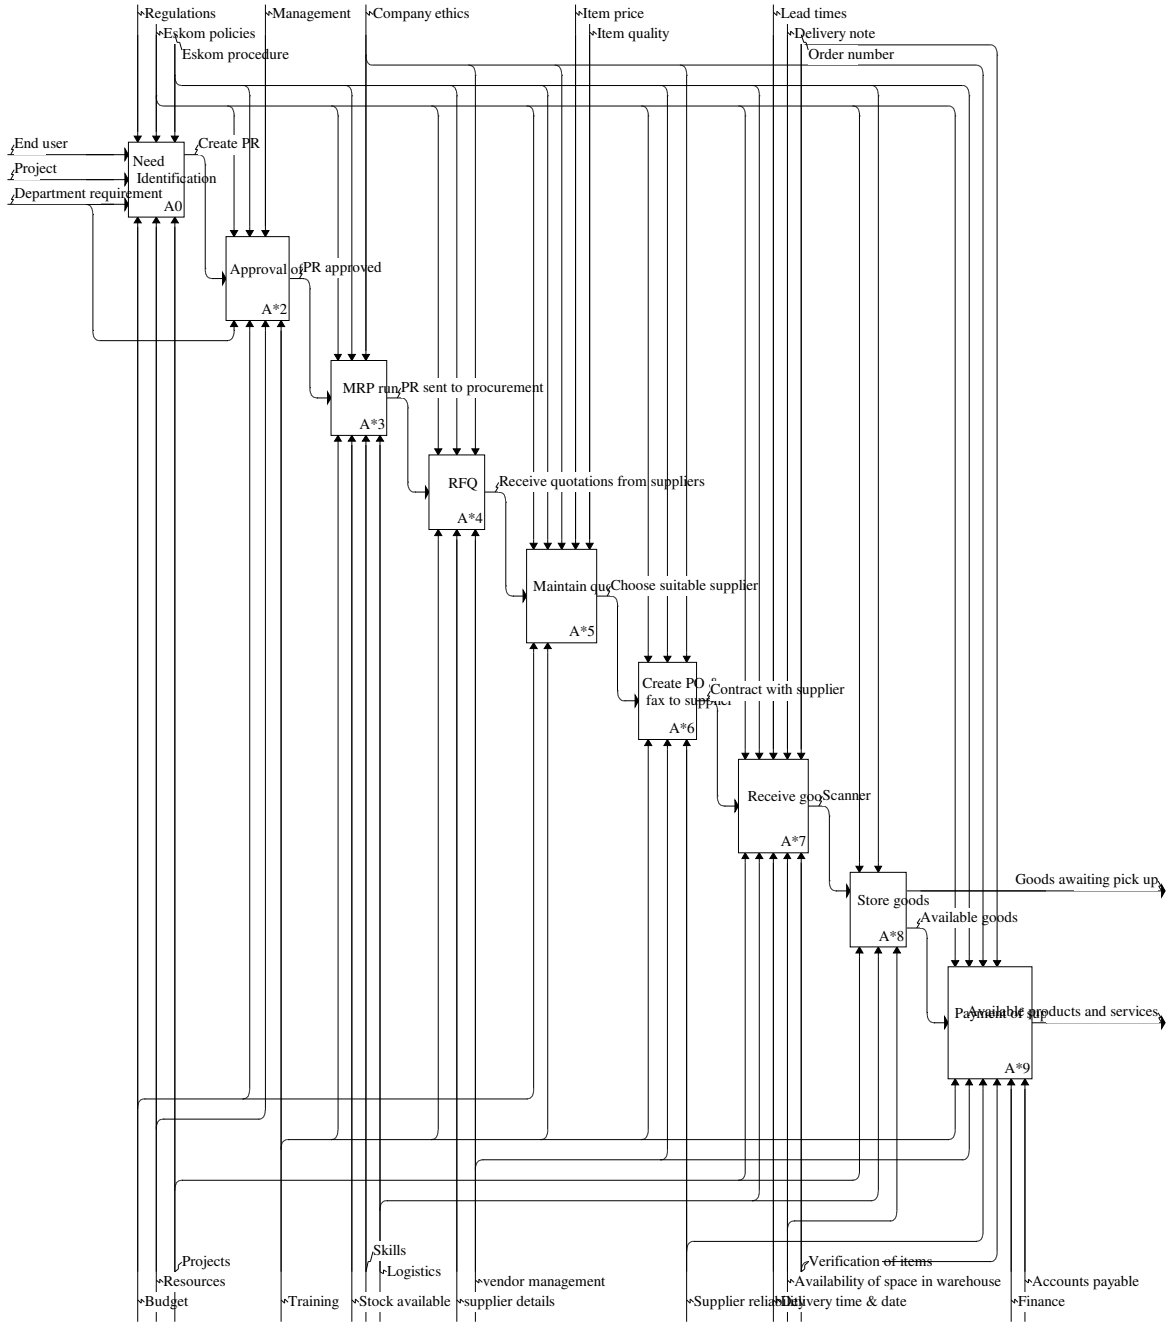 Regulations
Management
Company ethics
Item price
Lead times
Eskom policies
Item quality
Delivery note
Eskom procedure
Order number
End user
Create PR
Need
Project
Identification
Department requirement
A0
Approval of
PR approved
A*2
MRP run
PR sent to procurement
A*3
RFQ
Receive quotations from suppliers
A*4
Maintain
Choose suitable supplier
A*5
Create PO
Contract with supplier
fax to supplier
A*6
Receive
Scanner
A*7
Goods awaiting pick up
Store goods
Available goods
A*8
Payment of
Available products and services
A*9
Skills
Projects
Verification of items
Logistics
Resources
vendor management
Availability of space in warehouse
Accounts payable
Budget
Training
Stock available
supplier details
Supplier reliability
Delivery time & date
Finance